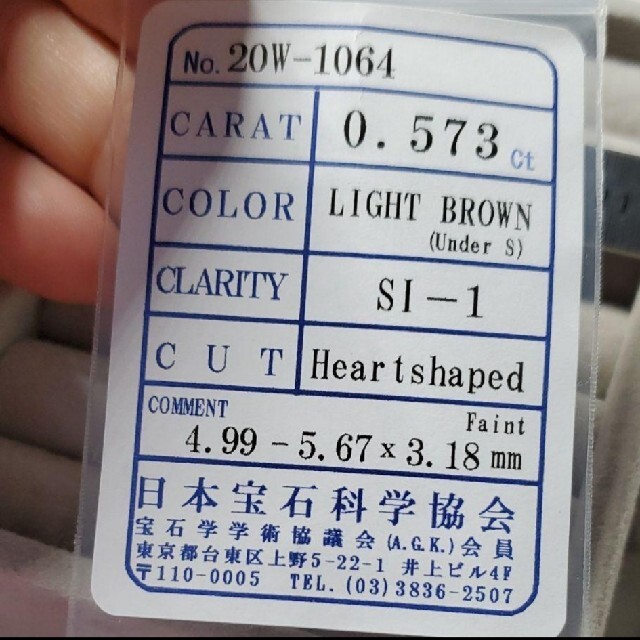 No. 20W-1064
CARAT 0.573 Ct
COLOR LIGHT BROWN
(Under S)
CLARITY SI-1
CUT Heartshaped
COMMENT Faint
4.99 - 5.67 x 3.18 mm
日本宝石科学協会
宝石学学術協議会(A.G.K.)会員
東京都台東区上野5-22-1 井上ビル4F
〒110-0005 TEL. (03)3836-2507